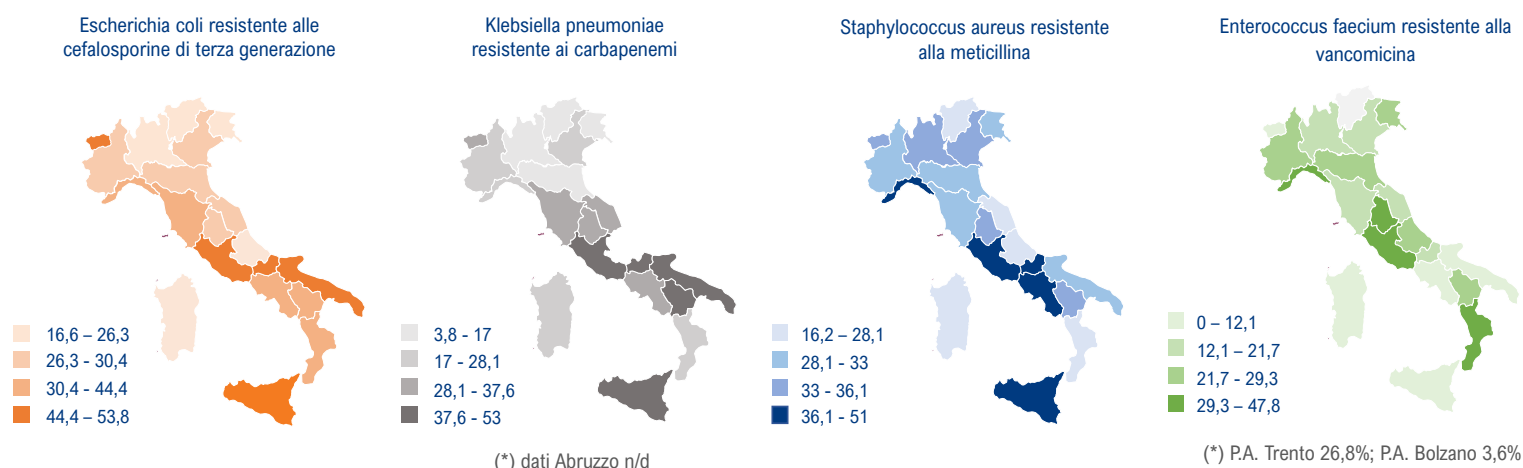 Escherichia coli resistente alle
cefalosporine di terza generazione
16,6 – 26,3
26,3 – 30,4
30,4 – 44,4
44,4 – 53,8
Klebsiella pneumoniae
resistente ai carbapenemi
3,8 - 17
17 - 28,1
28,1 - 37,6
37,6 - 53
(*) dati Abruzzo n/d
Staphylococcus aureus resistente
alla meticillina
16,2 – 28,1
28,1 – 33
33 – 36,1
36,1 – 51
Enterococcus faecium resistente alla
vancomicina
0 – 12,1
12,1 – 21,7
21,7 - 29,3
29,3 – 47,8
(*) P.A. Trento 26,8%; P.A. Bolzano 3,6%